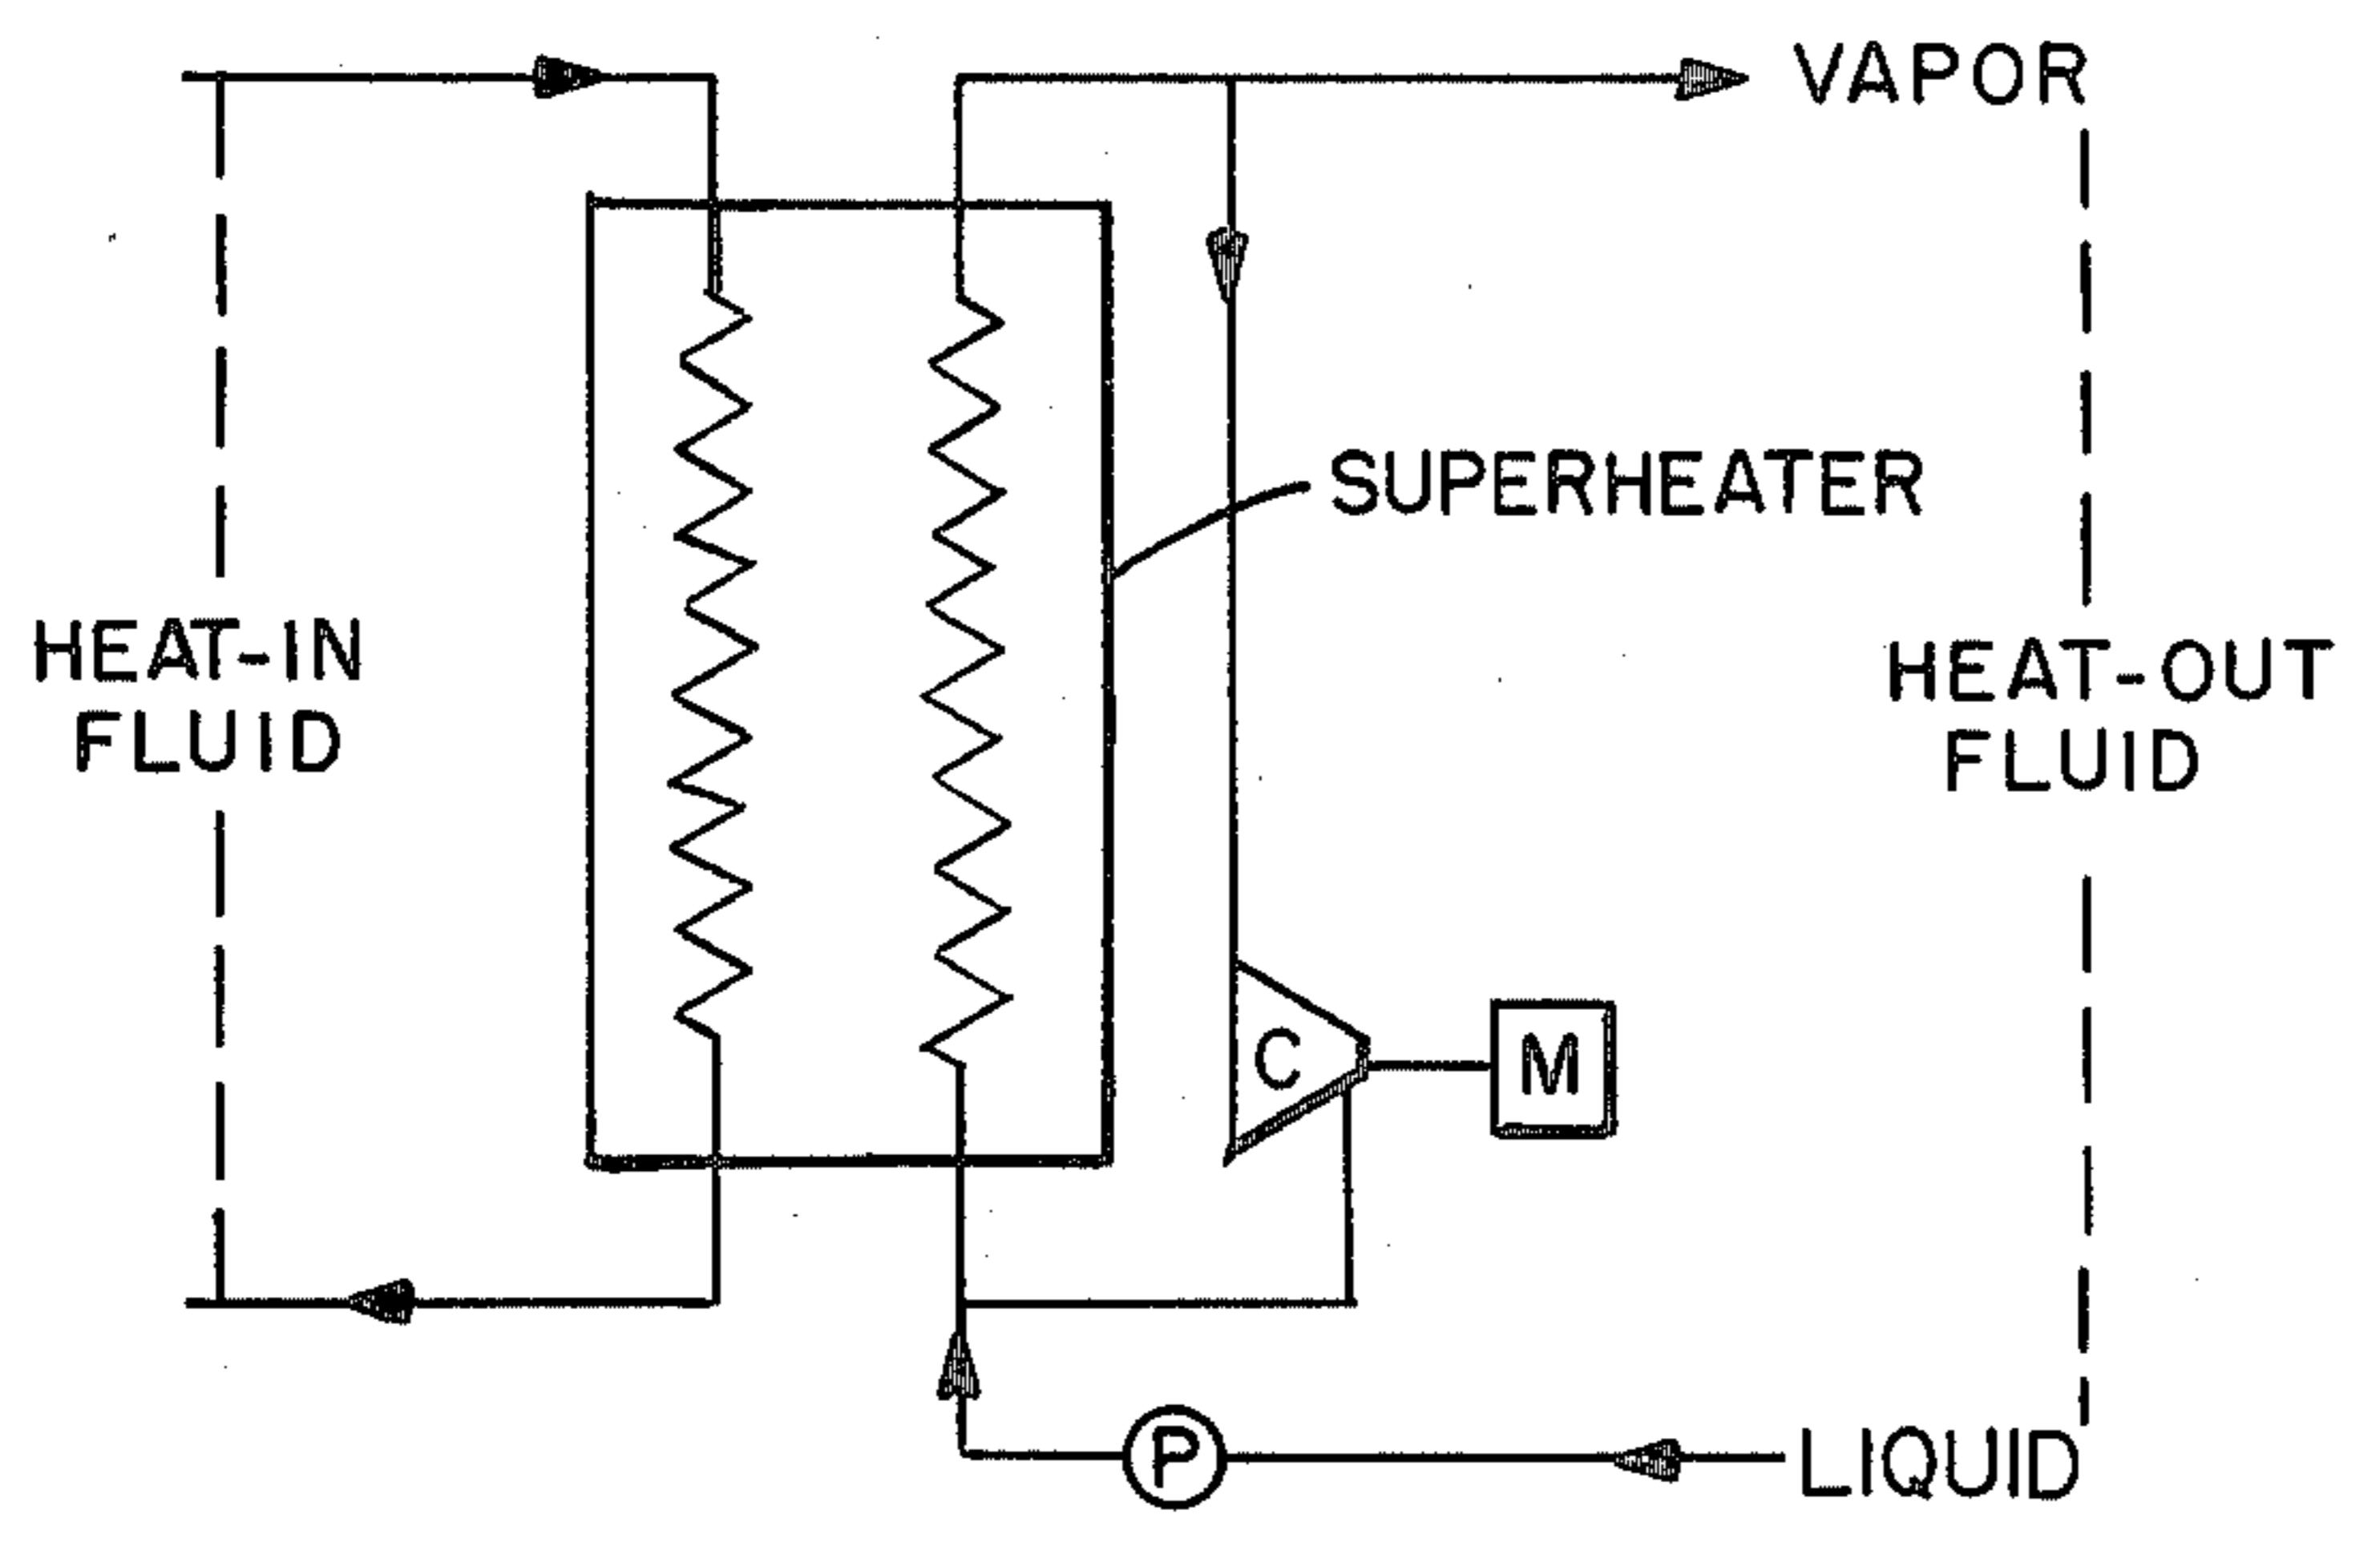 VAPOR
SUPERHEATER
HEAT-IN
FLUID
HEAT-OUT
FLUID
C
M
P
LIQUID